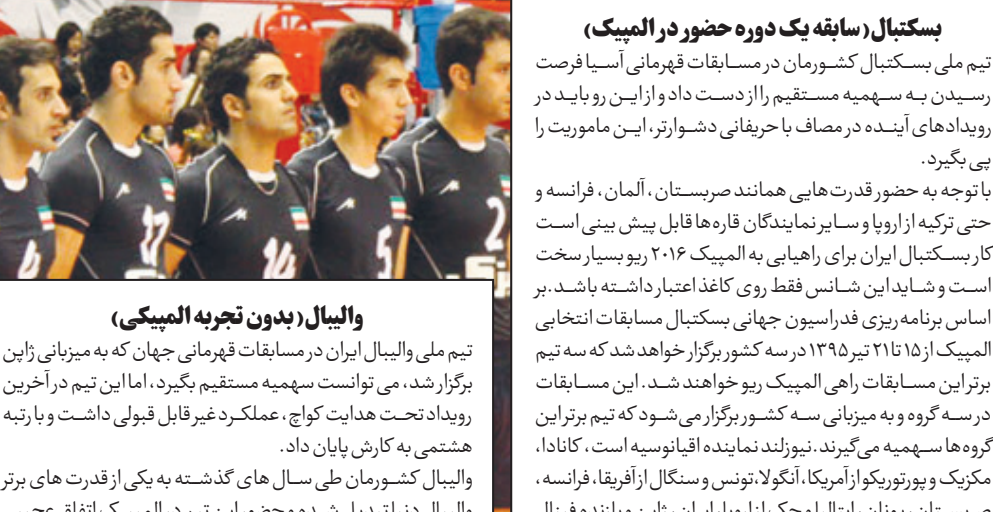 بسکتبال (سابقه یک دوره حضور در المپیک)
تیم ملی بسکتبال کشورمان در مسابقات قهرمانی آسیا فرصت
رسیدن به سهمیه مستقیم را از دست داد و از این رو باید در
رویدادهای آینده در مصاف با حریفانی دشوارتر، این ماموریت را
پی بگیرد.
با توجه به حضور قدرت هایی همانند صربستان، آلمان، فرانسه و
حتی ترکیه از اروپا و سایر نمایندگان قاره ها قابل پیش بینی است
کار بسکتبال ایران برای راهیابی به المپیک ۲۰۱۶ ریو بسیار سخت
است و شاید این شانس فقط روی کاغذ اعتبار داشته باشد. بر
اساس برنامه ریزی فدراسیون جهانی بسکتبال مسابقات انتخابی
المپیک از ۱۵ تا ۲۱ تیر ۱۳۹۵ در سه کشور برگزار خواهد شد که سه تیم
برتر این مسابقات راهی المپیک ریو خواهند شد. این مسابقات
در سه گروه و به میزبانی سه کشور برگزار می شود که تیم برتر این
گروه ها سهمیه می گیرند. نیوزلند نماینده اقیانوسیه است، کانادا،
مکزیک و پورتوریکو از آمریکا، آنگولا، تونس و سنگال از آفریقا، فرانسه،
والیبال (بدون تجربه المپیکی)
تیم ملی والیبال ایران در مسابقات قهرمانی جهان که به میزبانی ژاپن
برگزار شد، می توانست سهمیه مستقیم بگیرد، اما این تیم در آخرین
رویداد تحت هدایت کواچ، عملکرد غیر قابل قبولی داشت و با رتبه
هشتمی به کارش پایان داد.
والیبال کشورمان طی سال های گذشته به یکی از قدرت های برتر
4
17
14
5
2